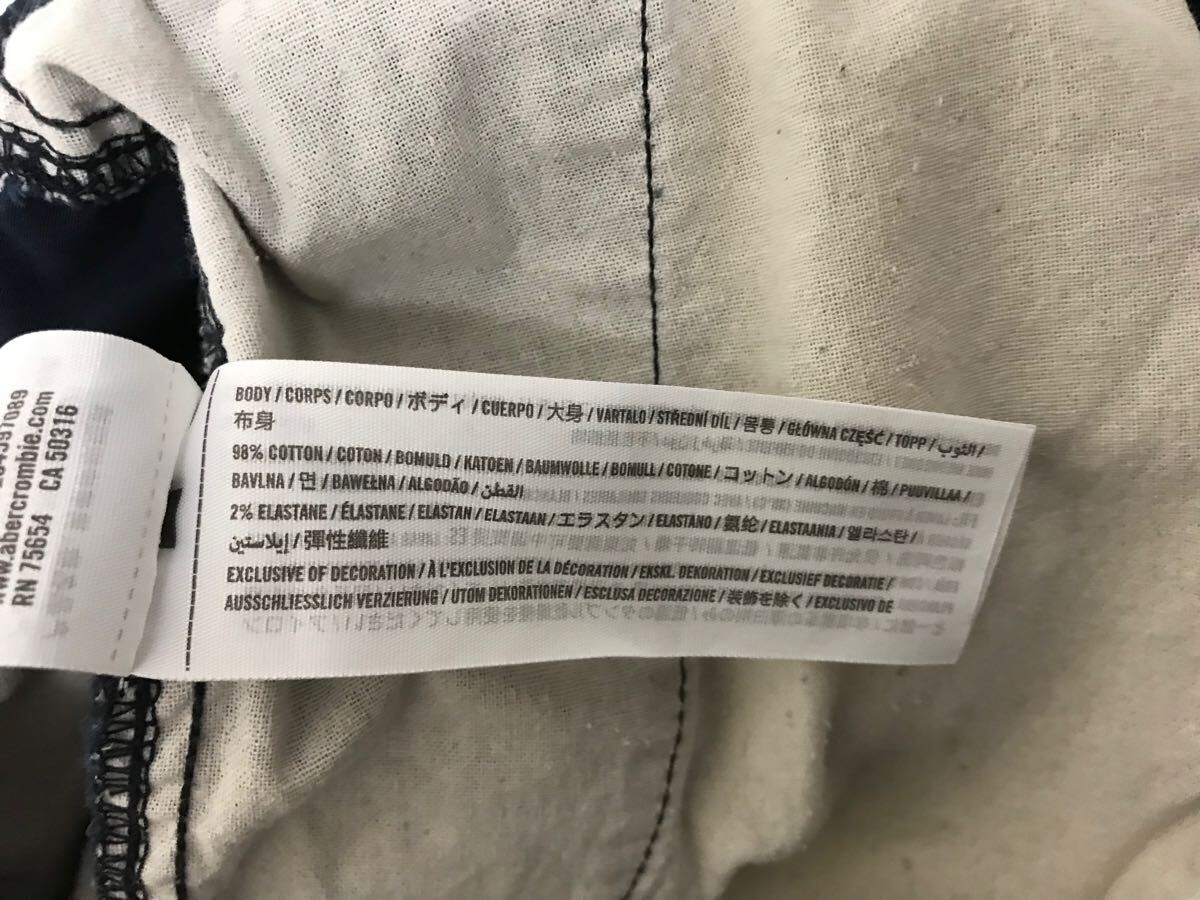 BODY / CORPS / CORPO / ボディ / CUERPO / 大身 / VARTALO / STŘEDNÍ DÍL / 몸통 / GŁÓWNA CZĘŚĆ / TOPP / الثوب /
布身
98% COTTON / COTON / BOMULD / KATOEN / BAUMWOLLE / BOMULL / COTONE / コットン / ALGODÓN / 棉 / PUUVILLAA /
BAVLNA / 면 / BAWEŁNA / ALGODÃO / القطن
2% ELASTANE / ÉLASTANE / ELASTAN / ELASTAAN / エラスタン / ELASTANO / 氨纶 / ELASTAANIA / 엘라스탄 /
إيلاستين / 彈性纖維
EXCLUSIVE OF DECORATION / À L'EXCLUSION DE LA DÉCORATION / EKSKL. DEKORATION / EXCLUSIEF DECORATIE /
AUSSCHLIESSLICH VERZIERUNG / UTOM DEKORATIONEN / ESCLUSA DECORAZIONE / 装飾を除く / EXCLUSIVO DE
www.abercrombie.com
RN 75654 CA 50316